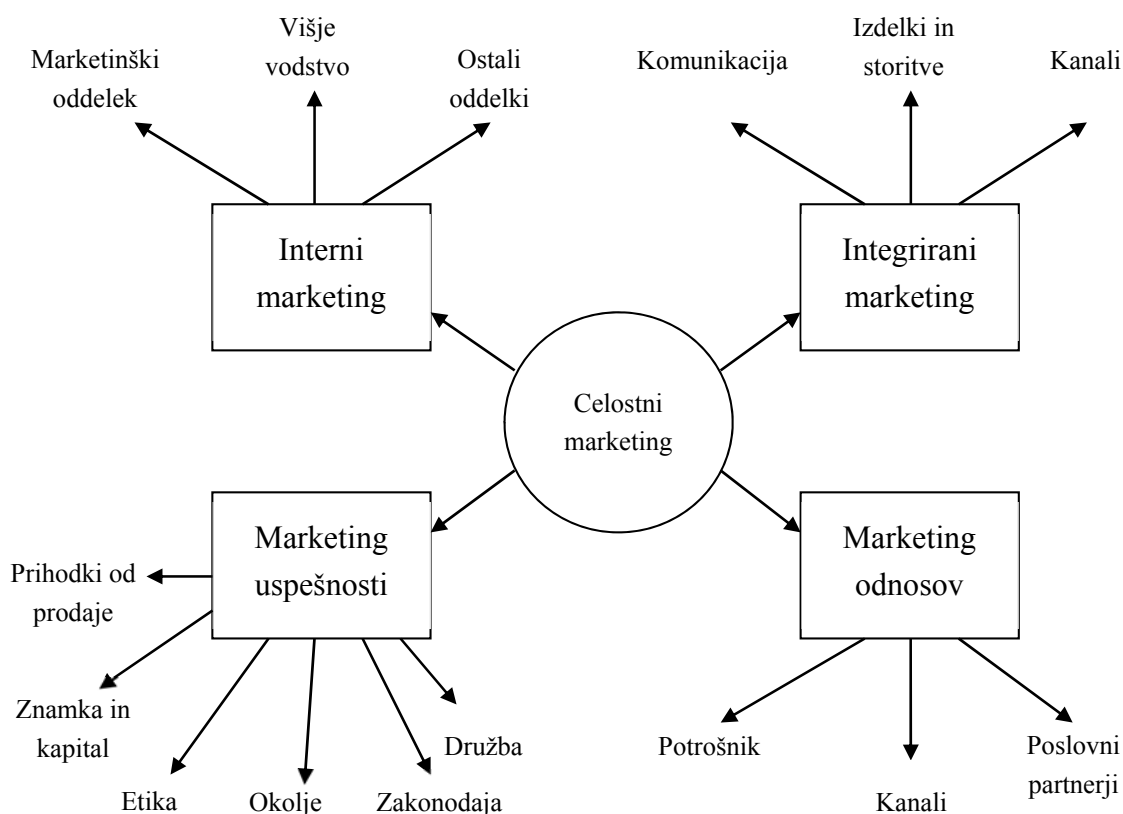 Marketinški
oddelek
Višje
vodstvo
Ostali
oddelki
Komunikacija
Izdelki in
storitve
Kanali
Interni
marketing
Integrirani
marketing
Celostni
marketing
Marketing
uspešnosti
Marketing
odnosov
Prihodki od
prodaje
Znamka in
kapital
Etika
Okolje
Zakonodaja
Družba
Potrošnik
Kanali
Poslovni
partnerji